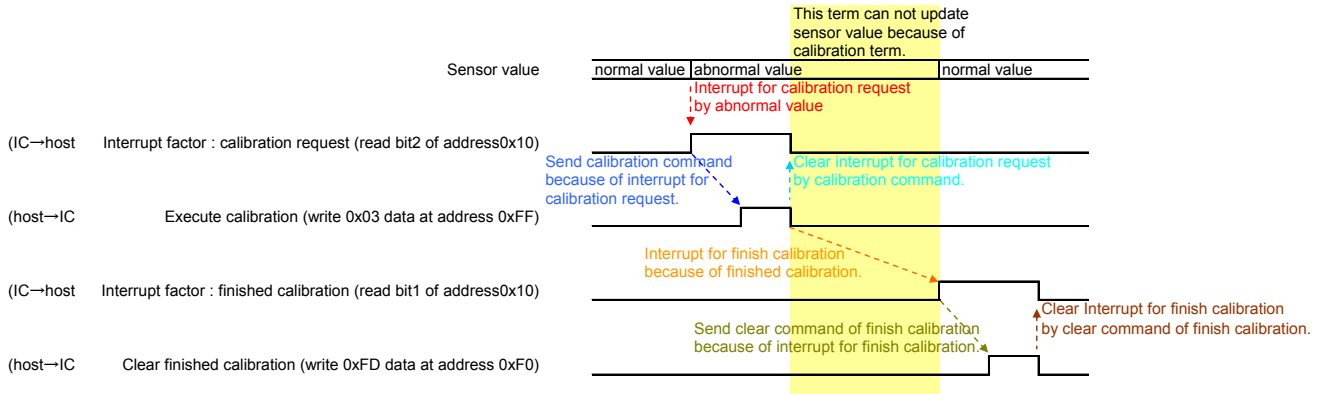 This term can not update
sensor value because of
calibration term.
Sensor value normal value abnormal value normal value
Interrupt for calibration request
by abnormal value
(IC→host Interrupt factor : calibration request (read bit2 of address0x10)
Send calibration command
because of interrupt for
calibration request.
Clear interrupt for calibration request
by calibration command.
(host→IC Execute calibration (write 0x03 data at address 0xFF)
Interrupt for finish calibration
because of finished calibration.
(IC→host Interrupt factor : finished calibration (read bit1 of address0x10)
Clear Interrupt for finish calibration
by clear command of finish calibration.
Send clear command of finish calibration
because of interrupt for finish calibration.
(host→IC Clear finished calibration (write 0xFD data at address 0xF0)